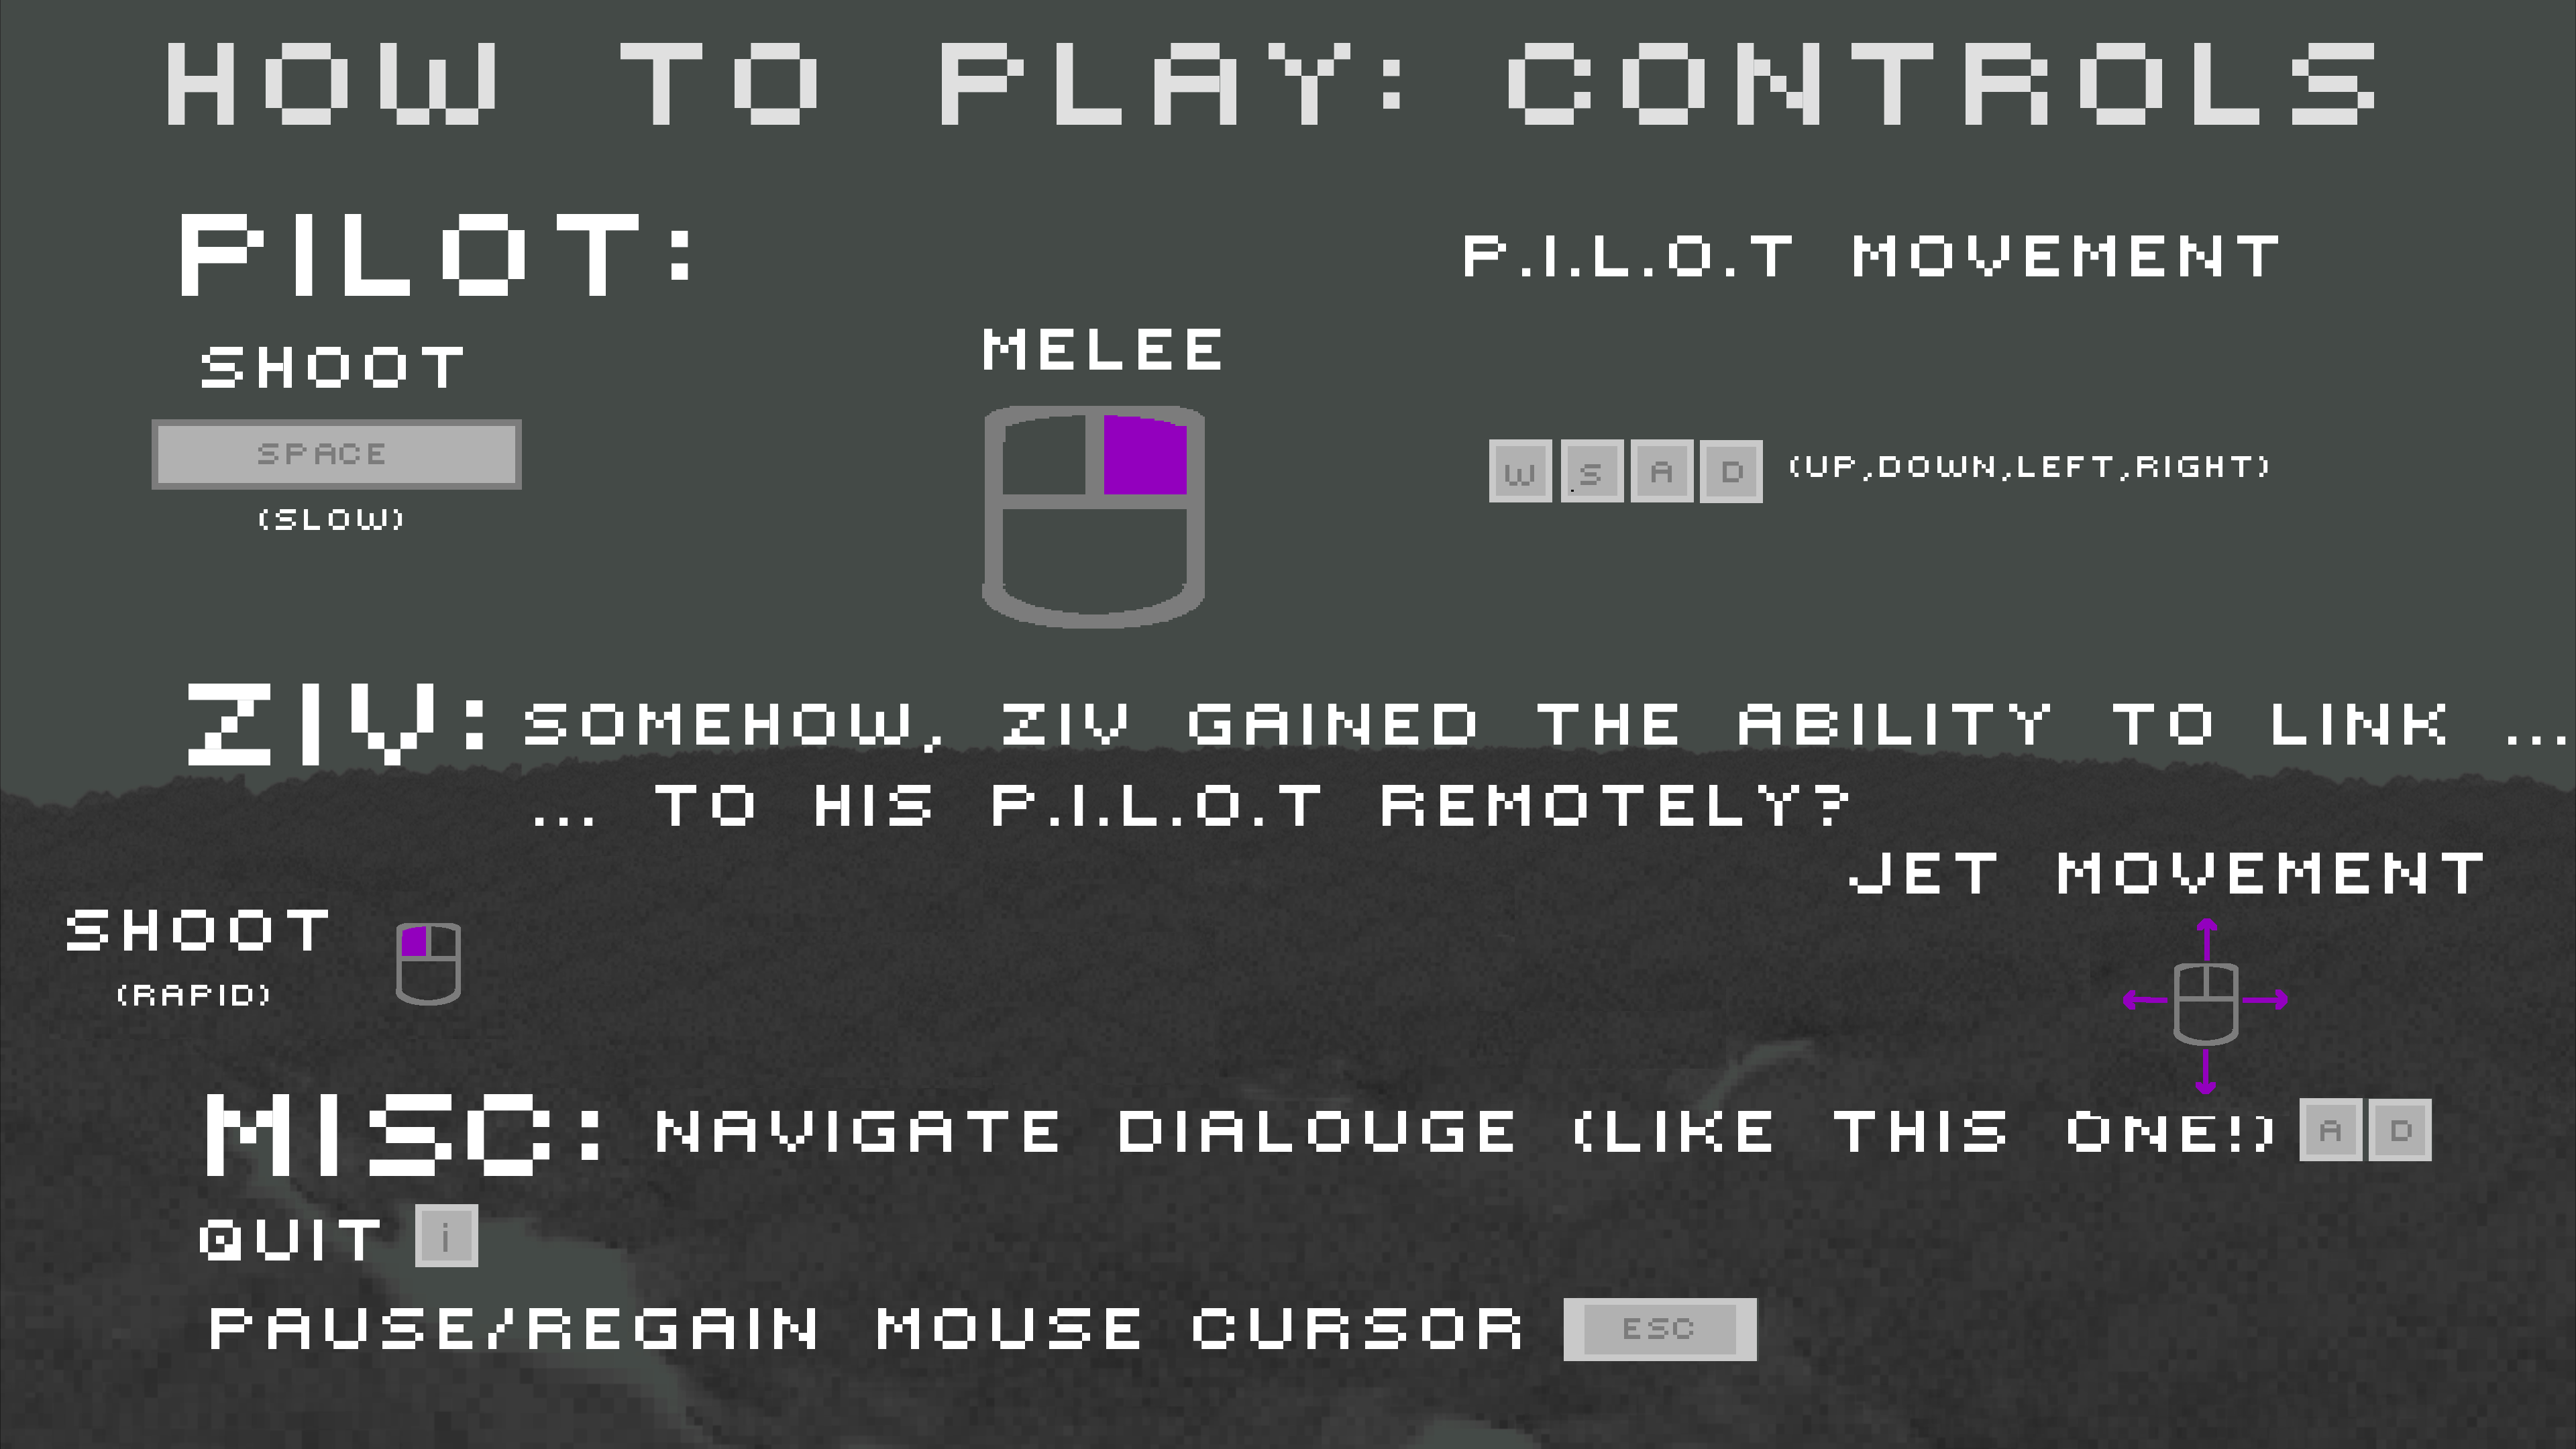 HOW TO PLAY: CONTROLS
PILOT:
P.I.L.O.T MOVEMENT
SHOOT
MELEE
SPACE
W S A D (UP,DOWN,LEFT,RIGHT)
(SLOW)
ZIV: SOMEHOW, ZIV GAINED THE ABILITY TO LINK ...
... TO HIS P.I.L.O.T REMOTELY?
JET MOVEMENT
SHOOT
(RAPID)
MISC: NAVIGATE DIALOUGE (LIKE THIS ONE!) A D
QUIT i
PAUSE/REGAIN MOUSE CURSOR ESC